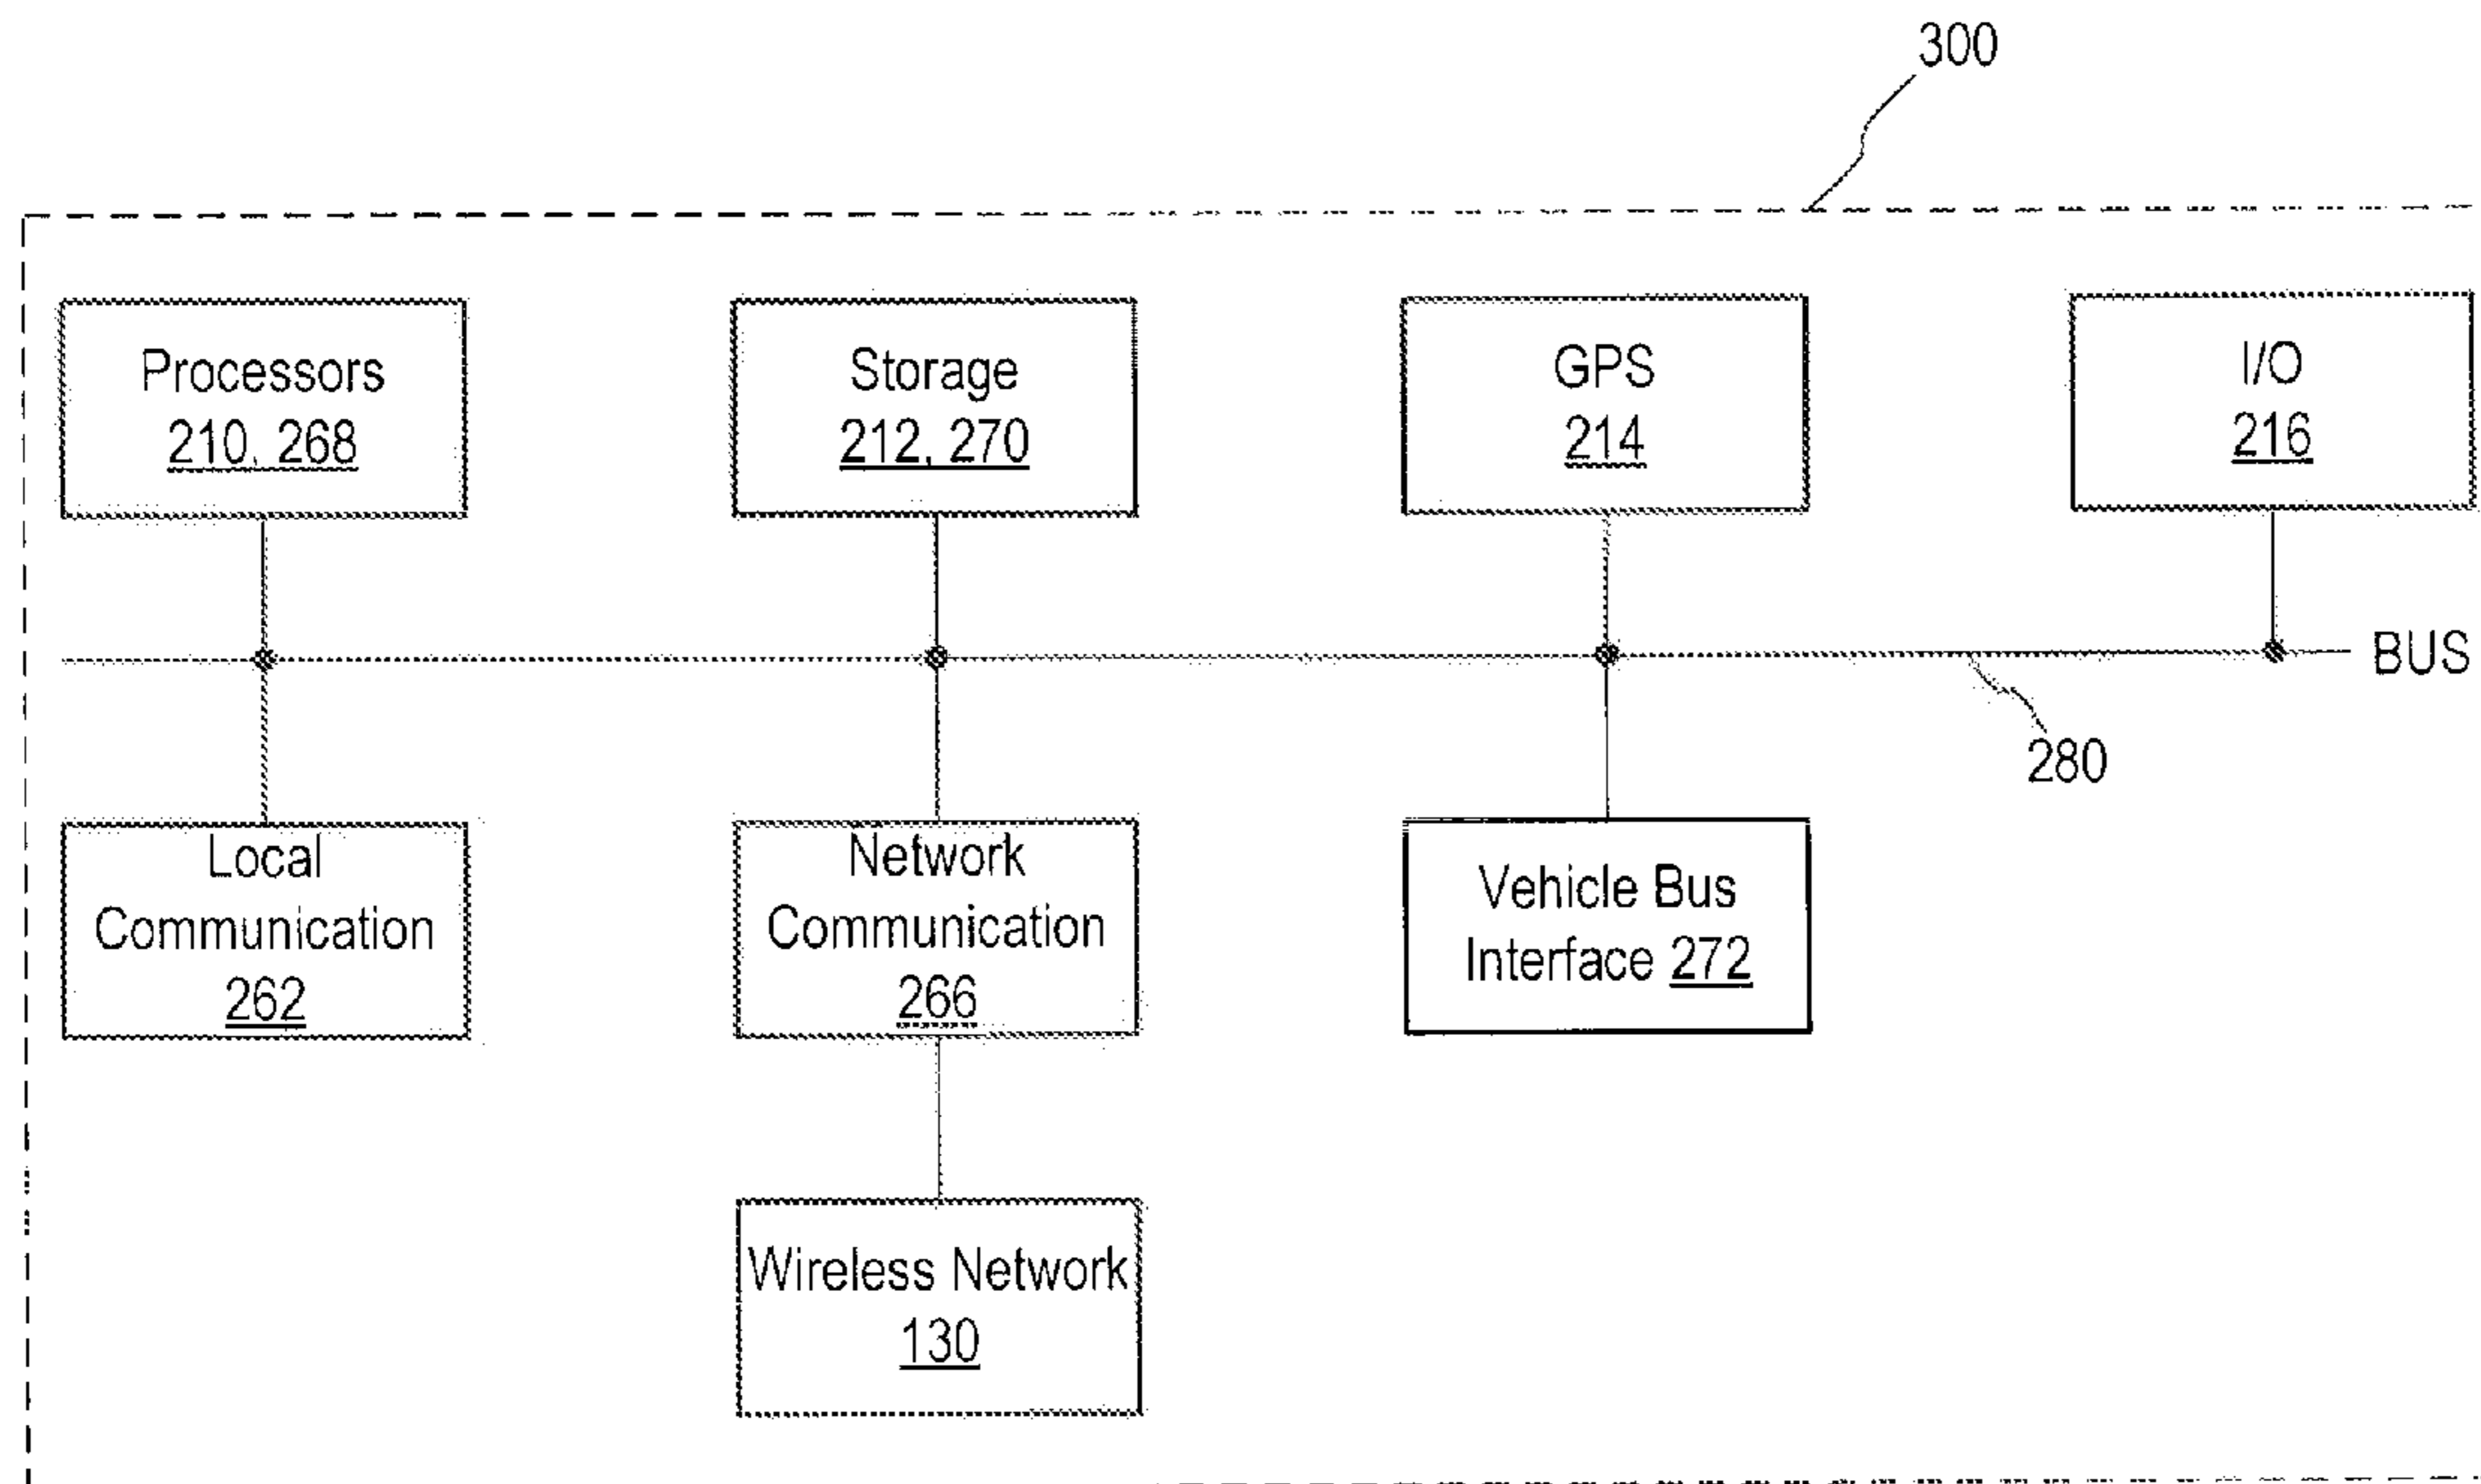 300
Processors
210, 268
Storage
212, 270
GPS
214
I/O
216
BUS
280
Local
Communication
262
Network
Communication
266
Vehicle Bus
Interface 272
Wireless Network
130